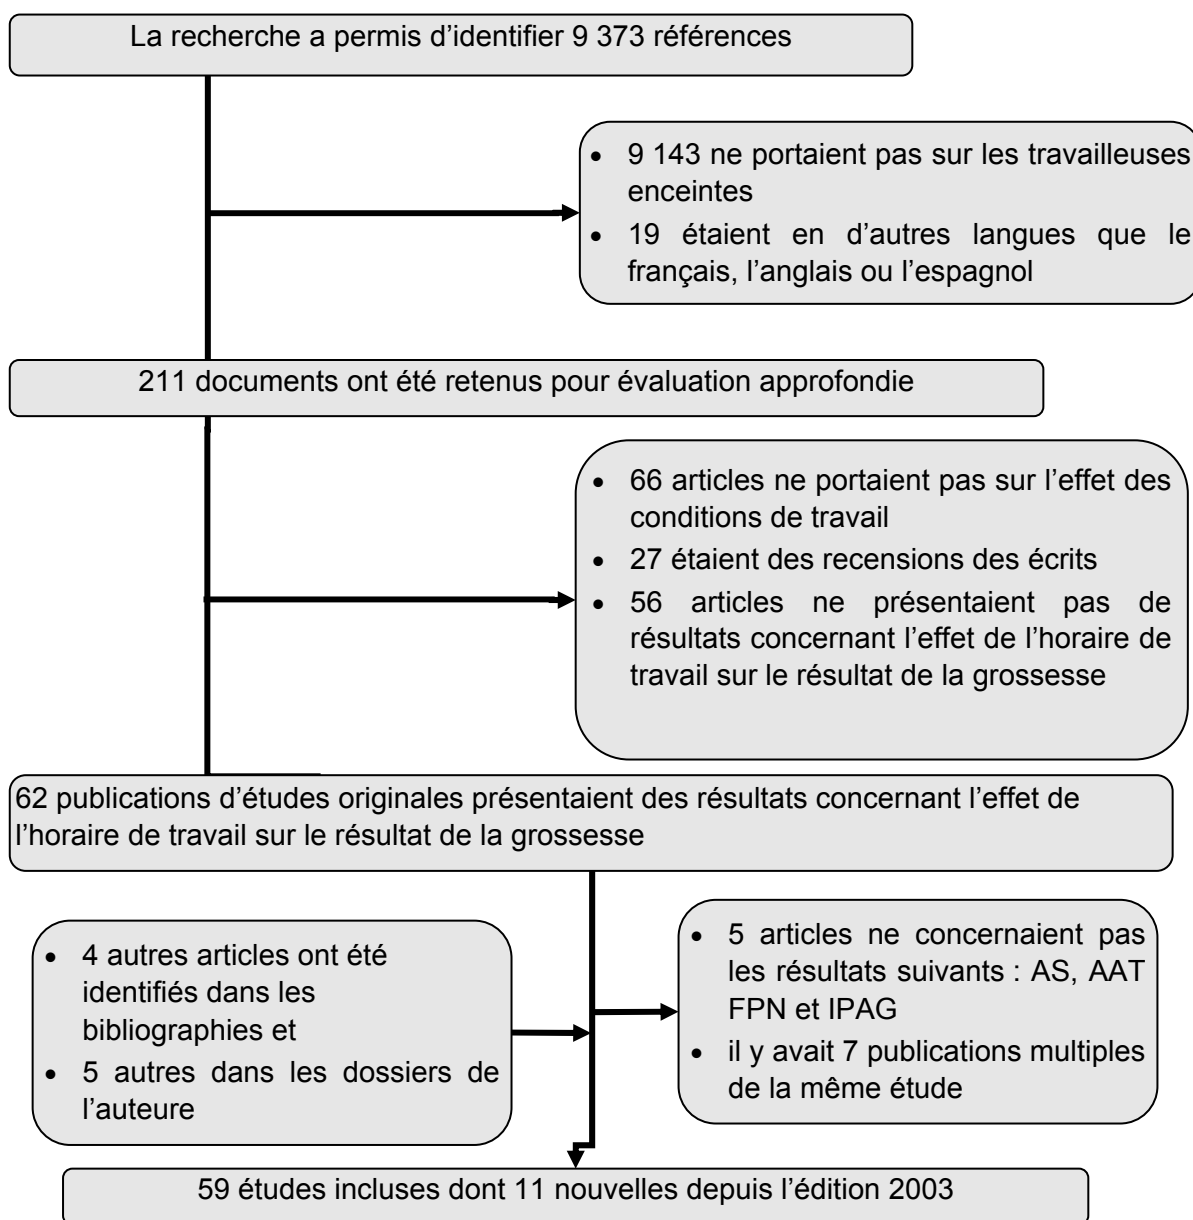 La recherche a permis d’identifier 9 373 références
• 9 143 ne portaient pas sur les travailleuses
enceintes
• 19 étaient en d’autres langues que le
français, l’anglais ou l’espagnol
211 documents ont été retenus pour évaluation approfondie
• 66 articles ne portaient pas sur l’effet des
conditions de travail
• 27 étaient des recensions des écrits
• 56 articles ne présentaient pas de
résultats concernant l’effet de l’horaire de
travail sur le résultat de la grossesse
62 publications d’études originales présentaient des résultats concernant l’effet de
l’horaire de travail sur le résultat de la grossesse
• 4 autres articles ont été
identifiés dans les
bibliographies et
• 5 autres dans les dossiers de
l’auteure
• 5 articles ne concernaient pas
les résultats suivants : AS, AAT
FPN et IPAG
• il y avait 7 publications multiples
de la même étude
59 études incluses dont 11 nouvelles depuis l’édition 2003